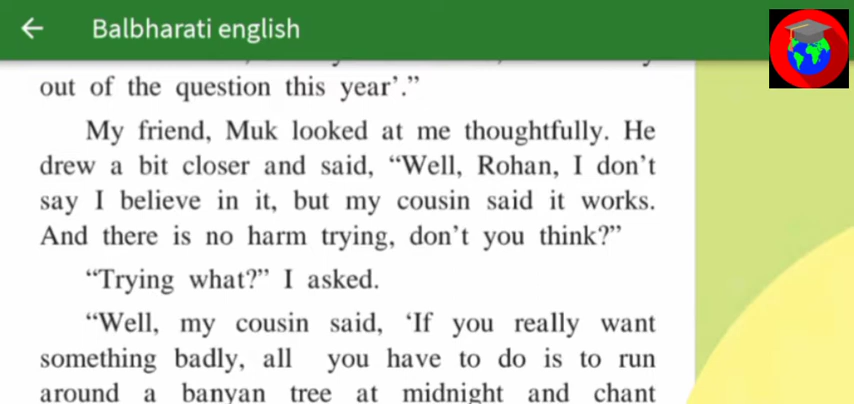 Balbharati english
out of the question this year’.”
My friend, Muk looked at me thoughtfully. He
drew a bit closer and said, “Well, Rohan, I don’t
say I believe in it, but my cousin said it works.
And there is no harm trying, don’t you think?”
“Trying what?” I asked.
“Well, my cousin said, ‘If you really want
something badly, all you have to do is to run
around a banyan tree at midnight and chant